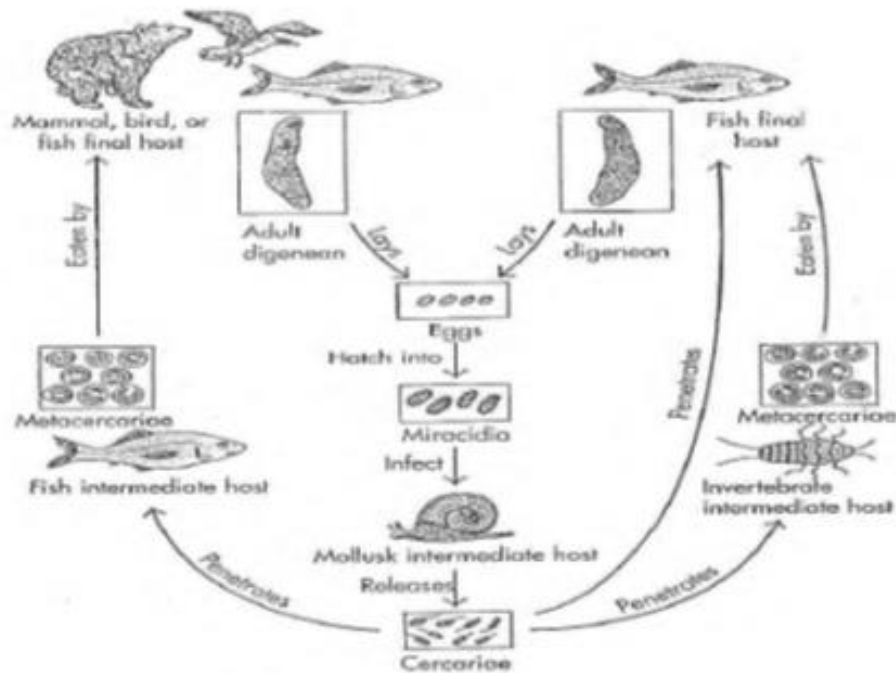 Mammal, bird, or
fish final host
Fish final
host
Adult
digenean
Adult
digenean
Lays
Lays
Eaten by
Eaten by
Eggs
Hatch into
Miracidia
Infect
Mollusk intermediate host
Releases
Cercariae
Metacercariae
Fish intermediate host
Metacercariae
Invertebrate
intermediate host
Penetrates
Penetrates
Penetrates